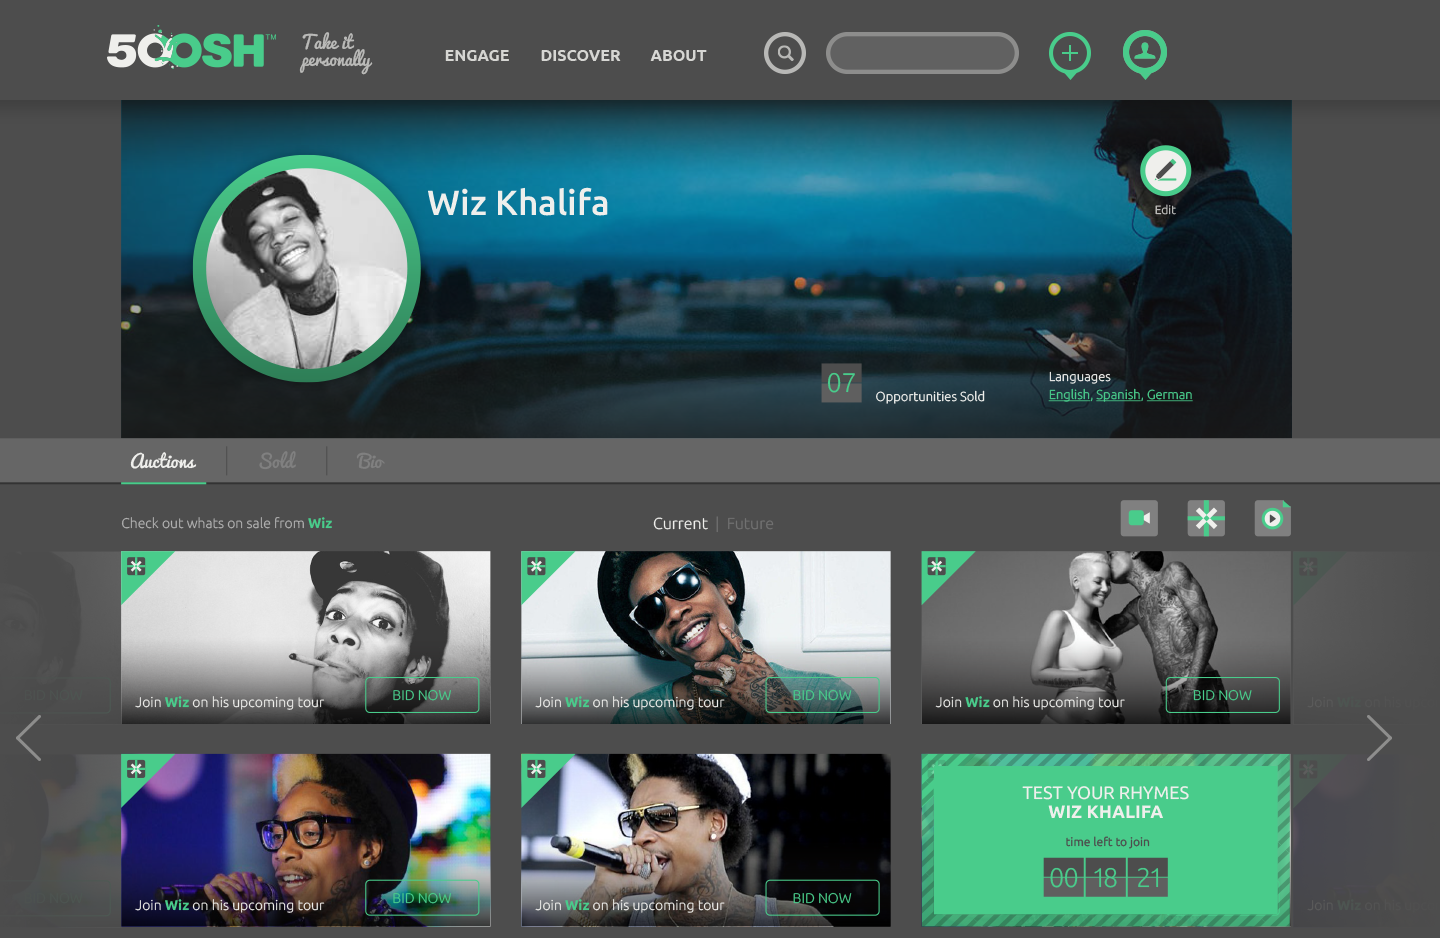 5OOSH™
Take it
personally
ENGAGE DISCOVER ABOUT
Wiz Khalifa
Edit
07
Opportunities Sold
Languages
English, Spanish, German
Auctions
Sold
Bio
Check out whats on sale from Wiz
Current | Future
Join Wiz on his upcoming tour
BID NOW
Join Wiz on his upcoming tour
BID NOW
Join Wiz on his upcoming tour
BID NOW
Join Wiz on his upcoming tour
BID NOW
Join Wiz on his upcoming tour
BID NOW
TEST YOUR RHYMES
WIZ KHALIFA
time left to join
00 18 21